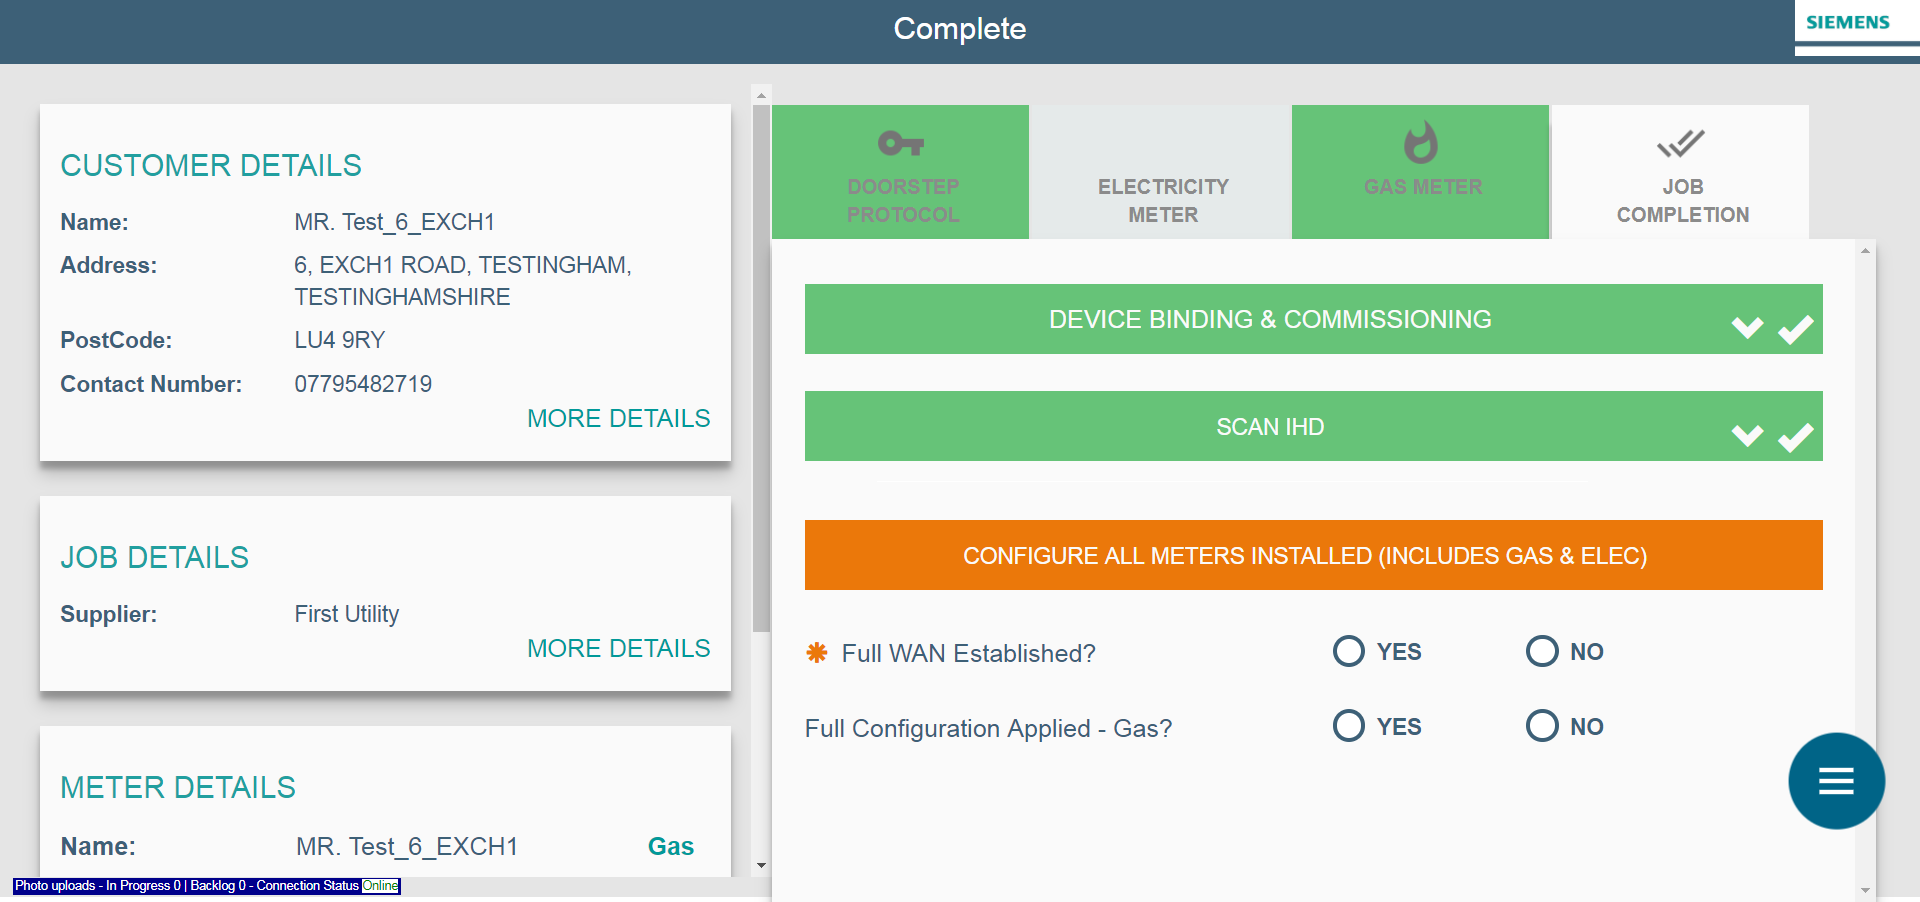 Complete
SIEMENS
CUSTOMER DETAILS
Name: MR. Test_6_EXCH1
Address: 6, EXCH1 ROAD, TESTINGHAM,
TESTINGHAMSHIRE
PostCode: LU4 9RY
Contact Number: 07795482719
MORE DETAILS
JOB DETAILS
Supplier: First Utility
MORE DETAILS
METER DETAILS
Name: MR. Test_6_EXCH1 Gas
Photo uploads - In Progress 0 | Backlog 0 - Connection Status Online
DOORSTEP
PROTOCOL
ELECTRICITY
METER
GAS METER
JOB
COMPLETION
DEVICE BINDING & COMMISSIONING
SCAN IHD
CONFIGURE ALL METERS INSTALLED (INCLUDES GAS & ELEC)
Full WAN Established? YES NO
Full Configuration Applied - Gas? YES NO